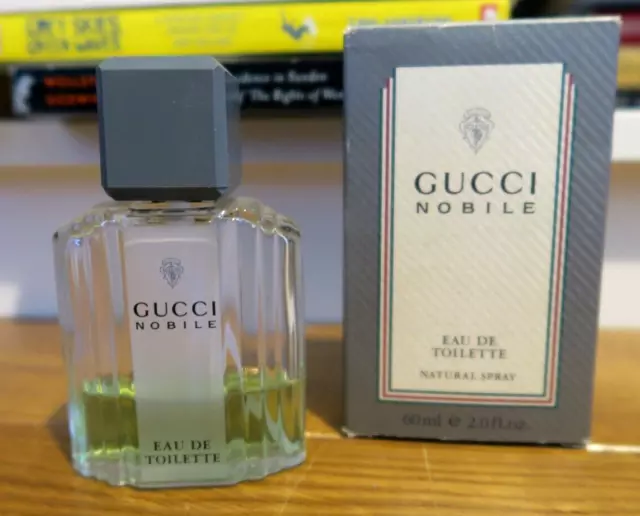 GUCCI
NOBILE
EAU DE
TOILETTE
GUCCI
NOBILE
EAU DE
TOILETTE
NATURAL SPRAY
60ml e 2.0fl.oz.
The Rights of